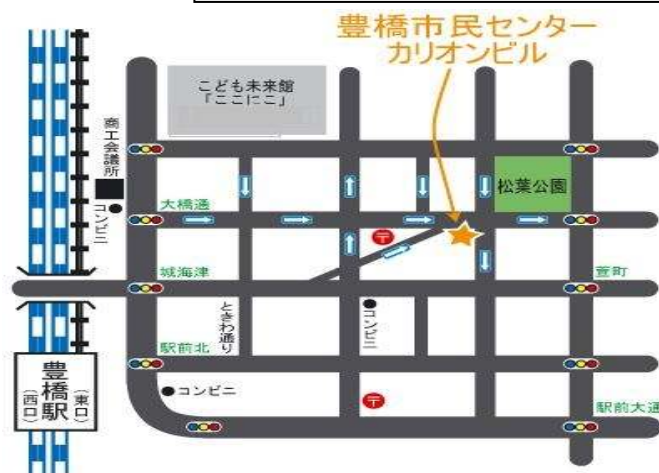 豊橋市民センター
カリオンビル
こども未来館
「ここにこ」
商工会議所
コンビニ
大橋通
松葉公園
〒
城海津
萱町
ときわ通り
コンビニ
駅前北
豊橋駅
(東口)
(西口)
コンビニ
〒
駅前大通